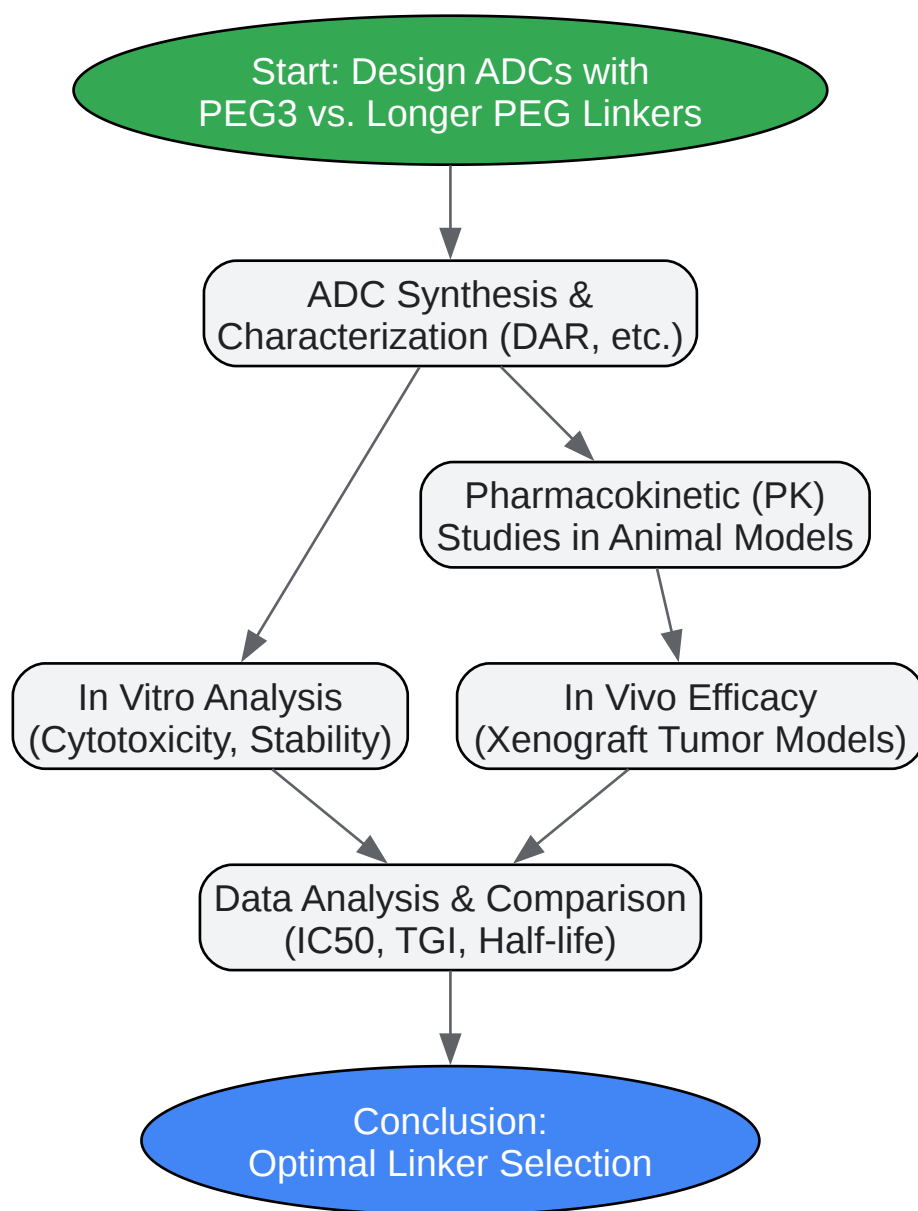 Start: Design ADCs with
PEG3 vs. Longer PEG Linkers
ADC Synthesis &
Characterization (DAR, etc.)
Pharmacokinetic (PK)
Studies in Animal Models
In Vitro Analysis
(Cytotoxicity, Stability)
In Vivo Efficacy
(Xenograft Tumor Models)
Data Analysis & Comparison
(IC50, TGI, Half-life)
Conclusion:
Optimal Linker Selection